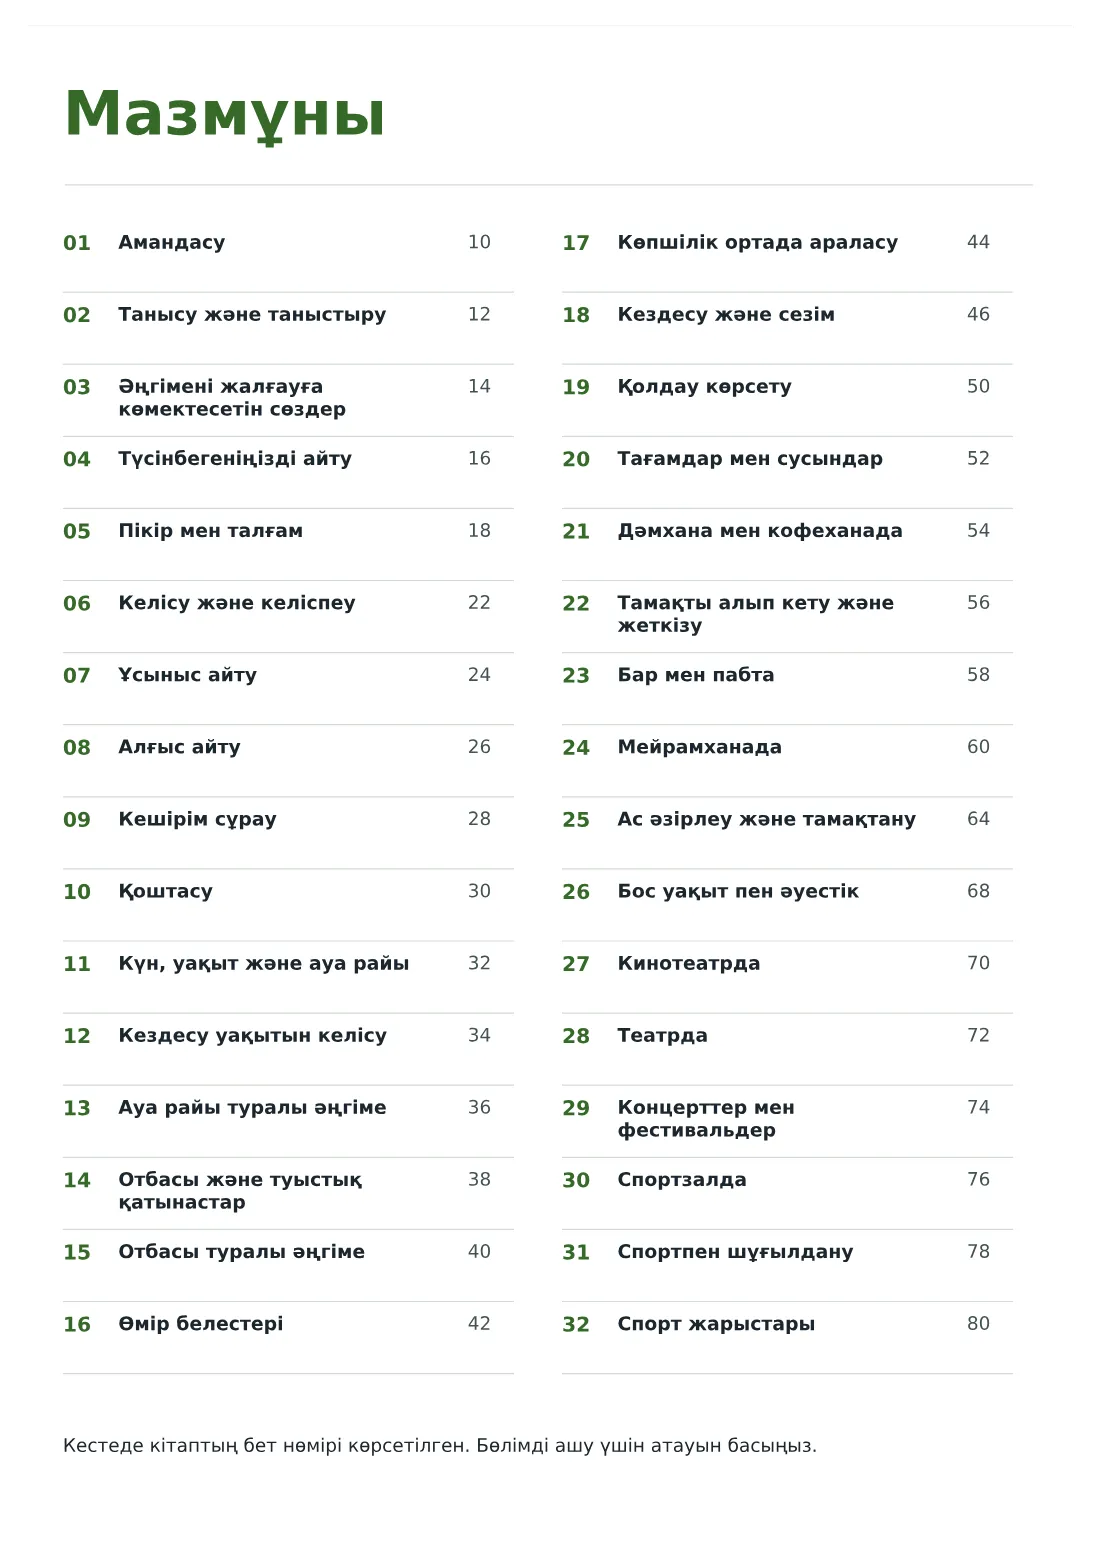 Мазмұны
01 Амандасу 10
02 Танысу және таныстыру 12
03 Әңгімені жалғауға 14
көмектесетін сөздер
04 Түсінбегеніңізді айту 16
05 Пікір мен талғам 18
06 Келісу және келіспеу 22
07 Ұсыныс айту 24
08 Алғыс айту 26
09 Кешірім сұрау 28
10 Қоштасу 30
11 Күн, уақыт және ауа райы 32
12 Кездесу уақытын келісу 34
13 Ауа райы туралы әңгіме 36
14 Отбасы және туыстық 38
қатынастар
15 Отбасы туралы әңгіме 40
16 Өмір белестері 42
17 Көпшілік ортада араласу 44
18 Кездесу және сезім 46
19 Қолдау көрсету 50
20 Тағамдар мен сусындар 52
21 Дәмхана мен кофеханада 54
22 Тамақты алып кету және 56
жеткізу
23 Бар мен пабта 58
24 Мейрамханада 60
25 Ас әзірлеу және тамақтану 64
26 Бос уақыт пен әуестік 68
27 Кинотеатрда 70
28 Театрда 72
29 Концерттер мен 74
фестивальдер
30 Спортзалда 76
31 Спортпен шұғылдану 78
32 Спорт жарыстары 80
Кестеде кітаптың бет нөмірі көрсетілген. Бөлімді ашу үшін атауын басыңыз.